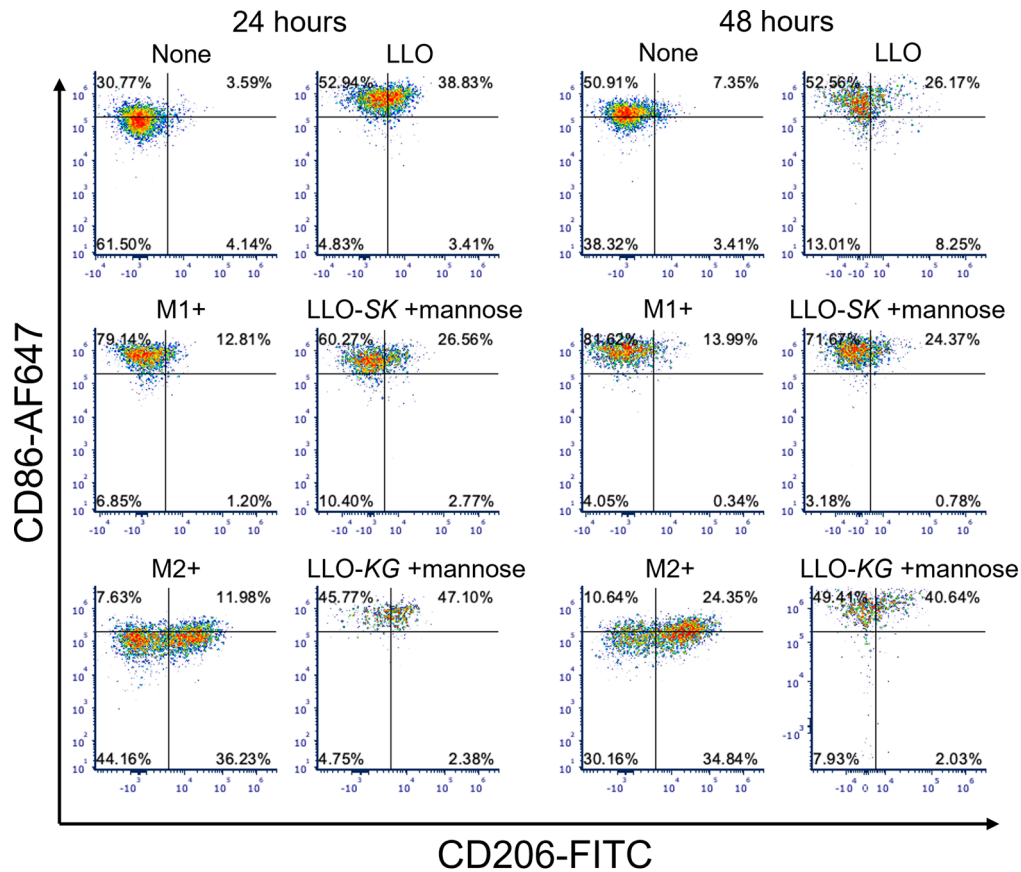 24 hours
48 hours
None
LLO
None
LLO
30.77% 3.59%
52.94% 38.83%
50.91% 7.35%
52.56% 26.17%
61.50% 4.14%
4.83% 3.41%
38.32% 3.41%
13.01% 8.25%
M1+
LLO-SK +mannose
M1+
LLO-SK +mannose
79.14% 12.81%
60.27% 26.56%
81.62% 13.99%
71.67% 24.37%
6.85% 1.20%
10.40% 2.77%
4.05% 0.34%
3.18% 0.78%
M2+
LLO-KG +mannose
M2+
LLO-KG +mannose
7.63% 11.98%
45.77% 47.10%
10.64% 24.35%
49.41% 40.64%
44.16% 36.23%
4.75% 2.38%
30.16% 34.84%
7.93% 2.03%
CD86-AF647
CD206-FITC